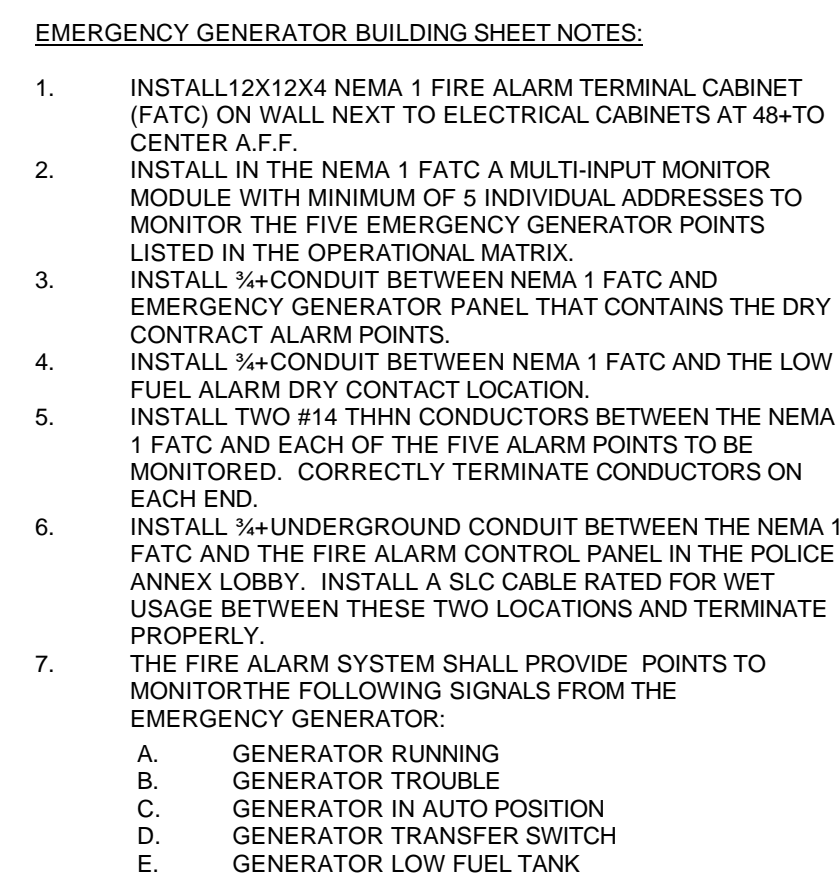 EMERGENCY GENERATOR BUILDING SHEET NOTES:
1. INSTALL12X12X4 NEMA 1 FIRE ALARM TERMINAL CABINET
(FATC) ON WALL NEXT TO ELECTRICAL CABINETS AT 48+TO
CENTER A.F.F.
2. INSTALL IN THE NEMA 1 FATC A MULTI-INPUT MONITOR
MODULE WITH MINIMUM OF 5 INDIVIDUAL ADDRESSES TO
MONITOR THE FIVE EMERGENCY GENERATOR POINTS
LISTED IN THE OPERATIONAL MATRIX.
3. INSTALL ¾+CONDUIT BETWEEN NEMA 1 FATC AND
EMERGENCY GENERATOR PANEL THAT CONTAINS THE DRY
CONTRACT ALARM POINTS.
4. INSTALL ¾+CONDUIT BETWEEN NEMA 1 FATC AND THE LOW
FUEL ALARM DRY CONTACT LOCATION.
5. INSTALL TWO #14 THHN CONDUCTORS BETWEEN THE NEMA
1 FATC AND EACH OF THE FIVE ALARM POINTS TO BE
MONITORED. CORRECTLY TERMINATE CONDUCTORS ON
EACH END.
6. INSTALL ¾+UNDERGROUND CONDUIT BETWEEN THE NEMA 1
FATC AND THE FIRE ALARM CONTROL PANEL IN THE POLICE
ANNEX LOBBY. INSTALL A SLC CABLE RATED FOR WET
USAGE BETWEEN THESE TWO LOCATIONS AND TERMINATE
PROPERLY.
7. THE FIRE ALARM SYSTEM SHALL PROVIDE POINTS TO
MONITORTHE FOLLOWING SIGNALS FROM THE
EMERGENCY GENERATOR:
A. GENERATOR RUNNING
B. GENERATOR TROUBLE
C. GENERATOR IN AUTO POSITION
D. GENERATOR TRANSFER SWITCH
E. GENERATOR LOW FUEL TANK